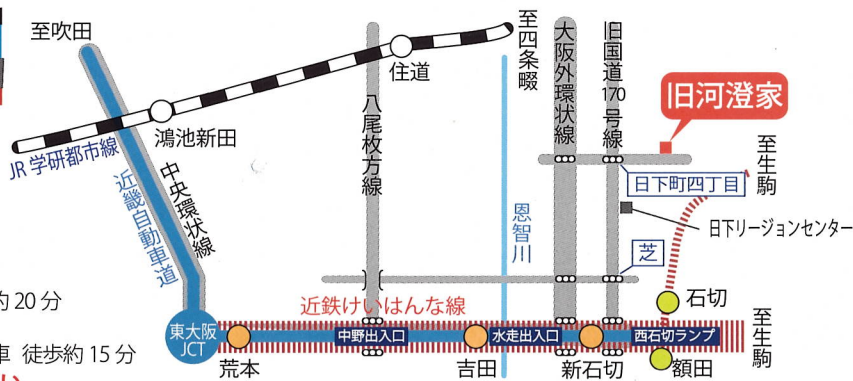 至吹田
JR学研都市線
鴻池新田
住道
至四条畷
近畿自動車道
中央環状線
八尾枚方線
恩智川
大阪外環状線
旧国道170号線
旧河澄家
至生駒
日下町四丁目
日下リージョンセンター
芝
石切
近鉄けいはんな線
約20分
車 徒歩約15分
東大阪
JCT
荒本
中野出入口
吉田
水走出入口
新石切
西石切ランプ
額田
至生駒